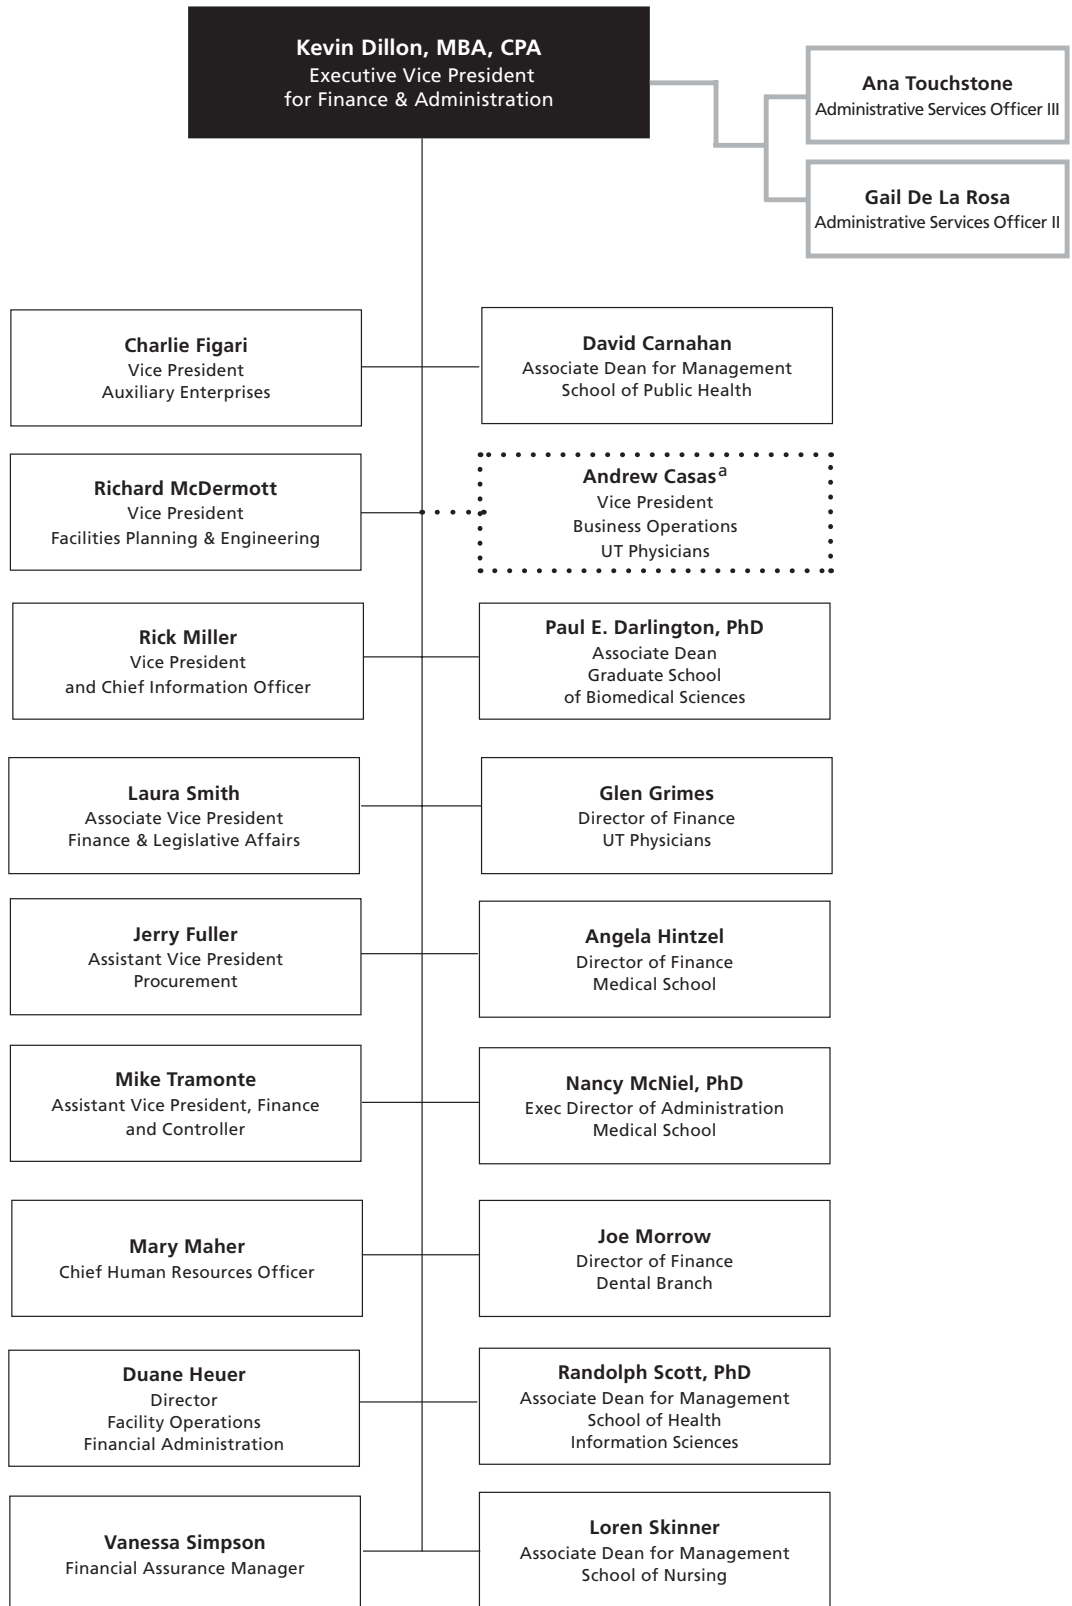 Kevin Dillon, MBA, CPA
Executive Vice President
for Finance & Administration
Ana Touchstone
Administrative Services Officer III
Gail De La Rosa
Administrative Services Officer II
Charlie Figari
Vice President
Auxiliary Enterprises
David Carnahan
Associate Dean for Management
School of Public Health
Richard McDermott
Vice President
Facilities Planning & Engineering
Andrew Casasa
Vice President
Business Operations
UT Physicians
Rick Miller
Vice President
and Chief Information Officer
Paul E. Darlington, PhD
Associate Dean
Graduate School
of Biomedical Sciences
Laura Smith
Associate Vice President
Finance & Legislative Affairs
Glen Grimes
Director of Finance
UT Physicians
Jerry Fuller
Assistant Vice President
Procurement
Angela Hintzel
Director of Finance
Medical School
Mike Tramonte
Assistant Vice President, Finance
and Controller
Nancy McNiel, PhD
Exec Director of Administration
Medical School
Mary Maher
Chief Human Resources Officer
Joe Morrow
Director of Finance
Dental Branch
Duane Heuer
Director
Facility Operations
Financial Administration
Randolph Scott, PhD
Associate Dean for Management
School of Health
Information Sciences
Vanessa Simpson
Financial Assurance Manager
Loren Skinner
Associate Dean for Management
School of Nursing